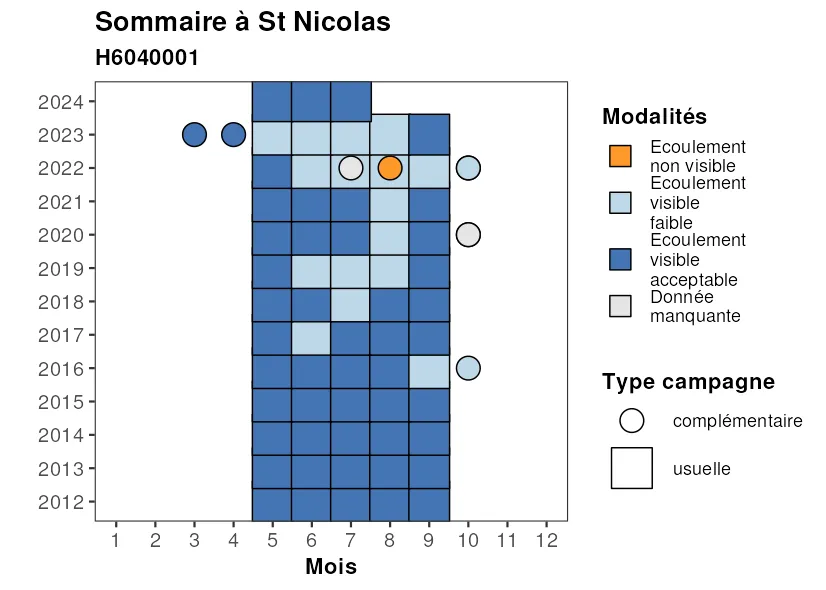 Sommaire à St Nicolas
H6040001
2024
2023
2022
2021
2020
2019
2018
2017
2016
2015
2014
2013
2012
1 2 3 4 5 6 7 8 9 10 11 12
Mois
Modalités
Ecoulement
non visible
Ecoulement
visible
faible
Ecoulement
visible
acceptable
Donnée
manquante
Type campagne
complémentaire
usuelle